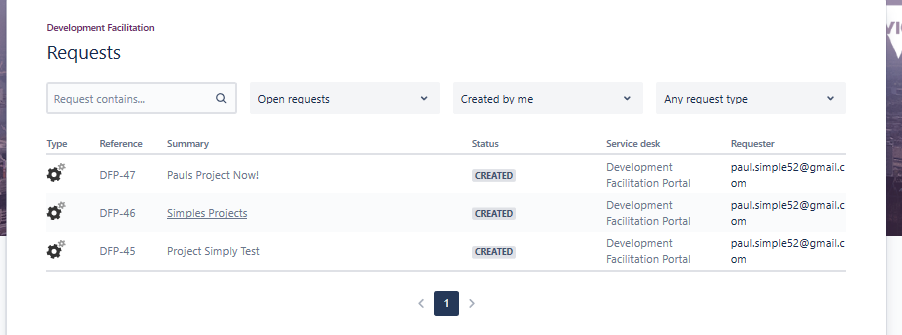 Development Facilitation
Requests
Request contains...
Open requests
Created by me
Any request type
Type Reference Summary Status Service desk Requester
DFP-47 Pauls Project Now! CREATED Development Facilitation Portal paul.simple52@gmail.com
DFP-46 Simples Projects CREATED Development Facilitation Portal paul.simple52@gmail.com
DFP-45 Project Simply Test CREATED Development Facilitation Portal paul.simple52@gmail.com
1